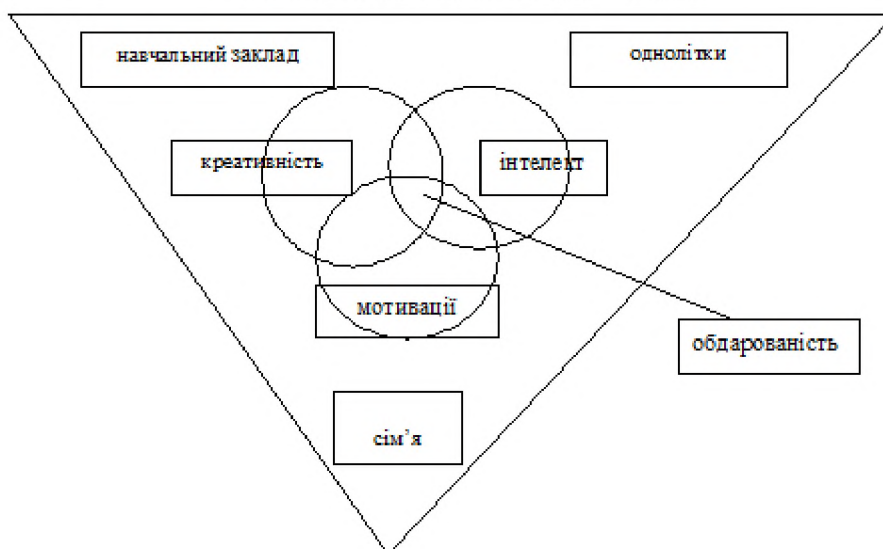 навчальний заклад
однолітки
креативність
інтелект
мотивації
обдарованість
сім’я